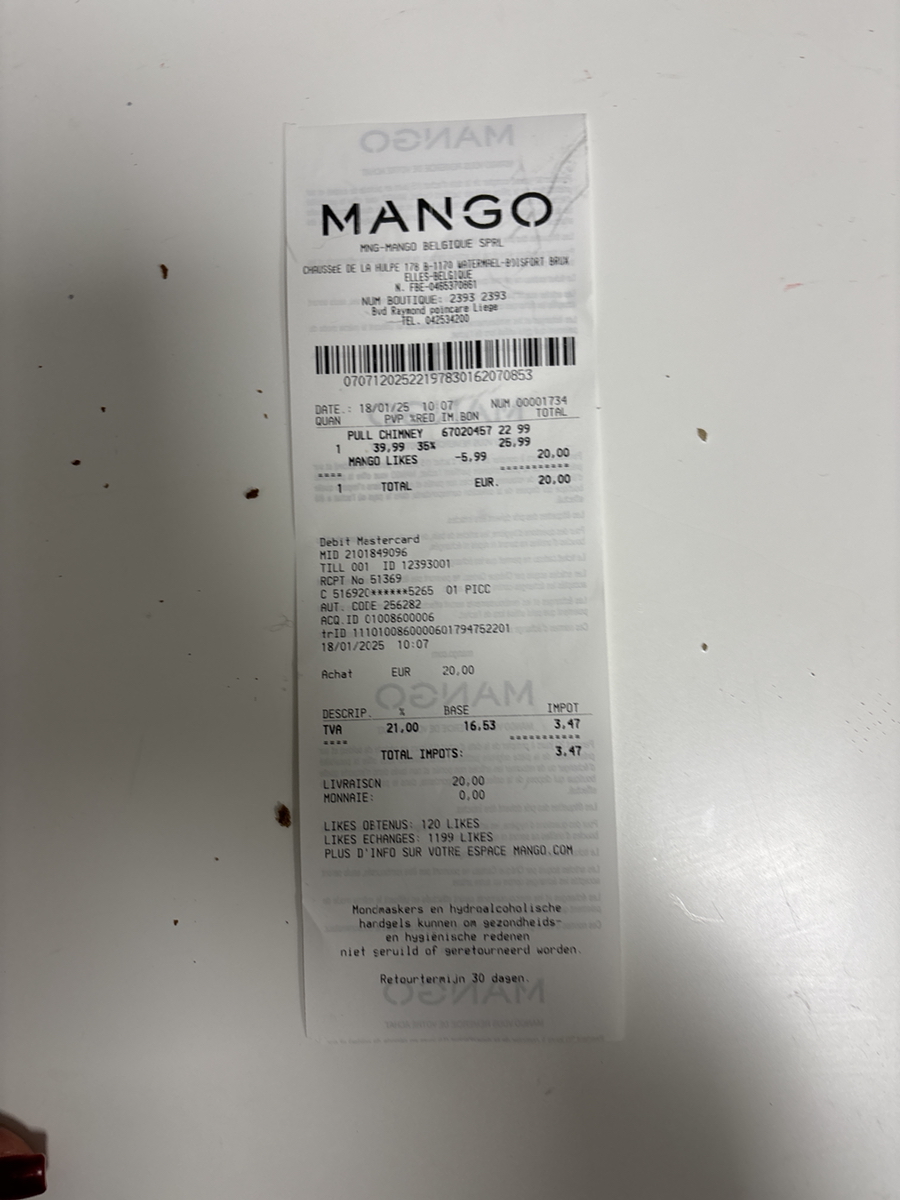 MANGO
MNG-MANGO BELGIQUE SPRL
CHAUSSEE DE LA HULPE 178 B-1170 WATERMAEL-BOISFORT BRUX
ELLES-BELGIQUE
N. FBE-0465370861
NUM BOUTIQUE: 2393 2393
Bvd Raymond poincare Liege
TEL. 042534200
07071202522197830162070853
DATE.: 18/01/25 10:07 NUM 00001734
QUAN PVP %RED IM.BON TOTAL
PULL CHIMNEY 67020457 22 99
1 39,99 35% 25,99
MANGO LIKES -5,99 20,00
==== ===========
1 TOTAL EUR. 20,00
Debit Mastercard
MID 2101849096
TILL 001 ID 12393001
RCPT No 51369
C 516920******5265 01 PICC
AUT. CODE 256282
ACQ.ID 01008600006
trID 1110100860000601794752201
18/01/2025 10:07
Achat EUR 20,00
DESCRIP. % BASE IMPOT
TVA 21,00 16,53 3,47
==== ===========
TOTAL IMPOTS: 3,47
LIVRAISON 20,00
MONNAIE: 0,00
LIKES OBTENUS: 120 LIKES
LIKES ECHANGES: 1199 LIKES
PLUS D'INFO SUR VOTRE ESPACE MANGO.COM
Mondmaskers en hydroalcoholische
handgels kunnen om gezondheids-
en hygiënische redenen
niet geruild of geretourneerd worden.
Retourtermijn 30 dagen.